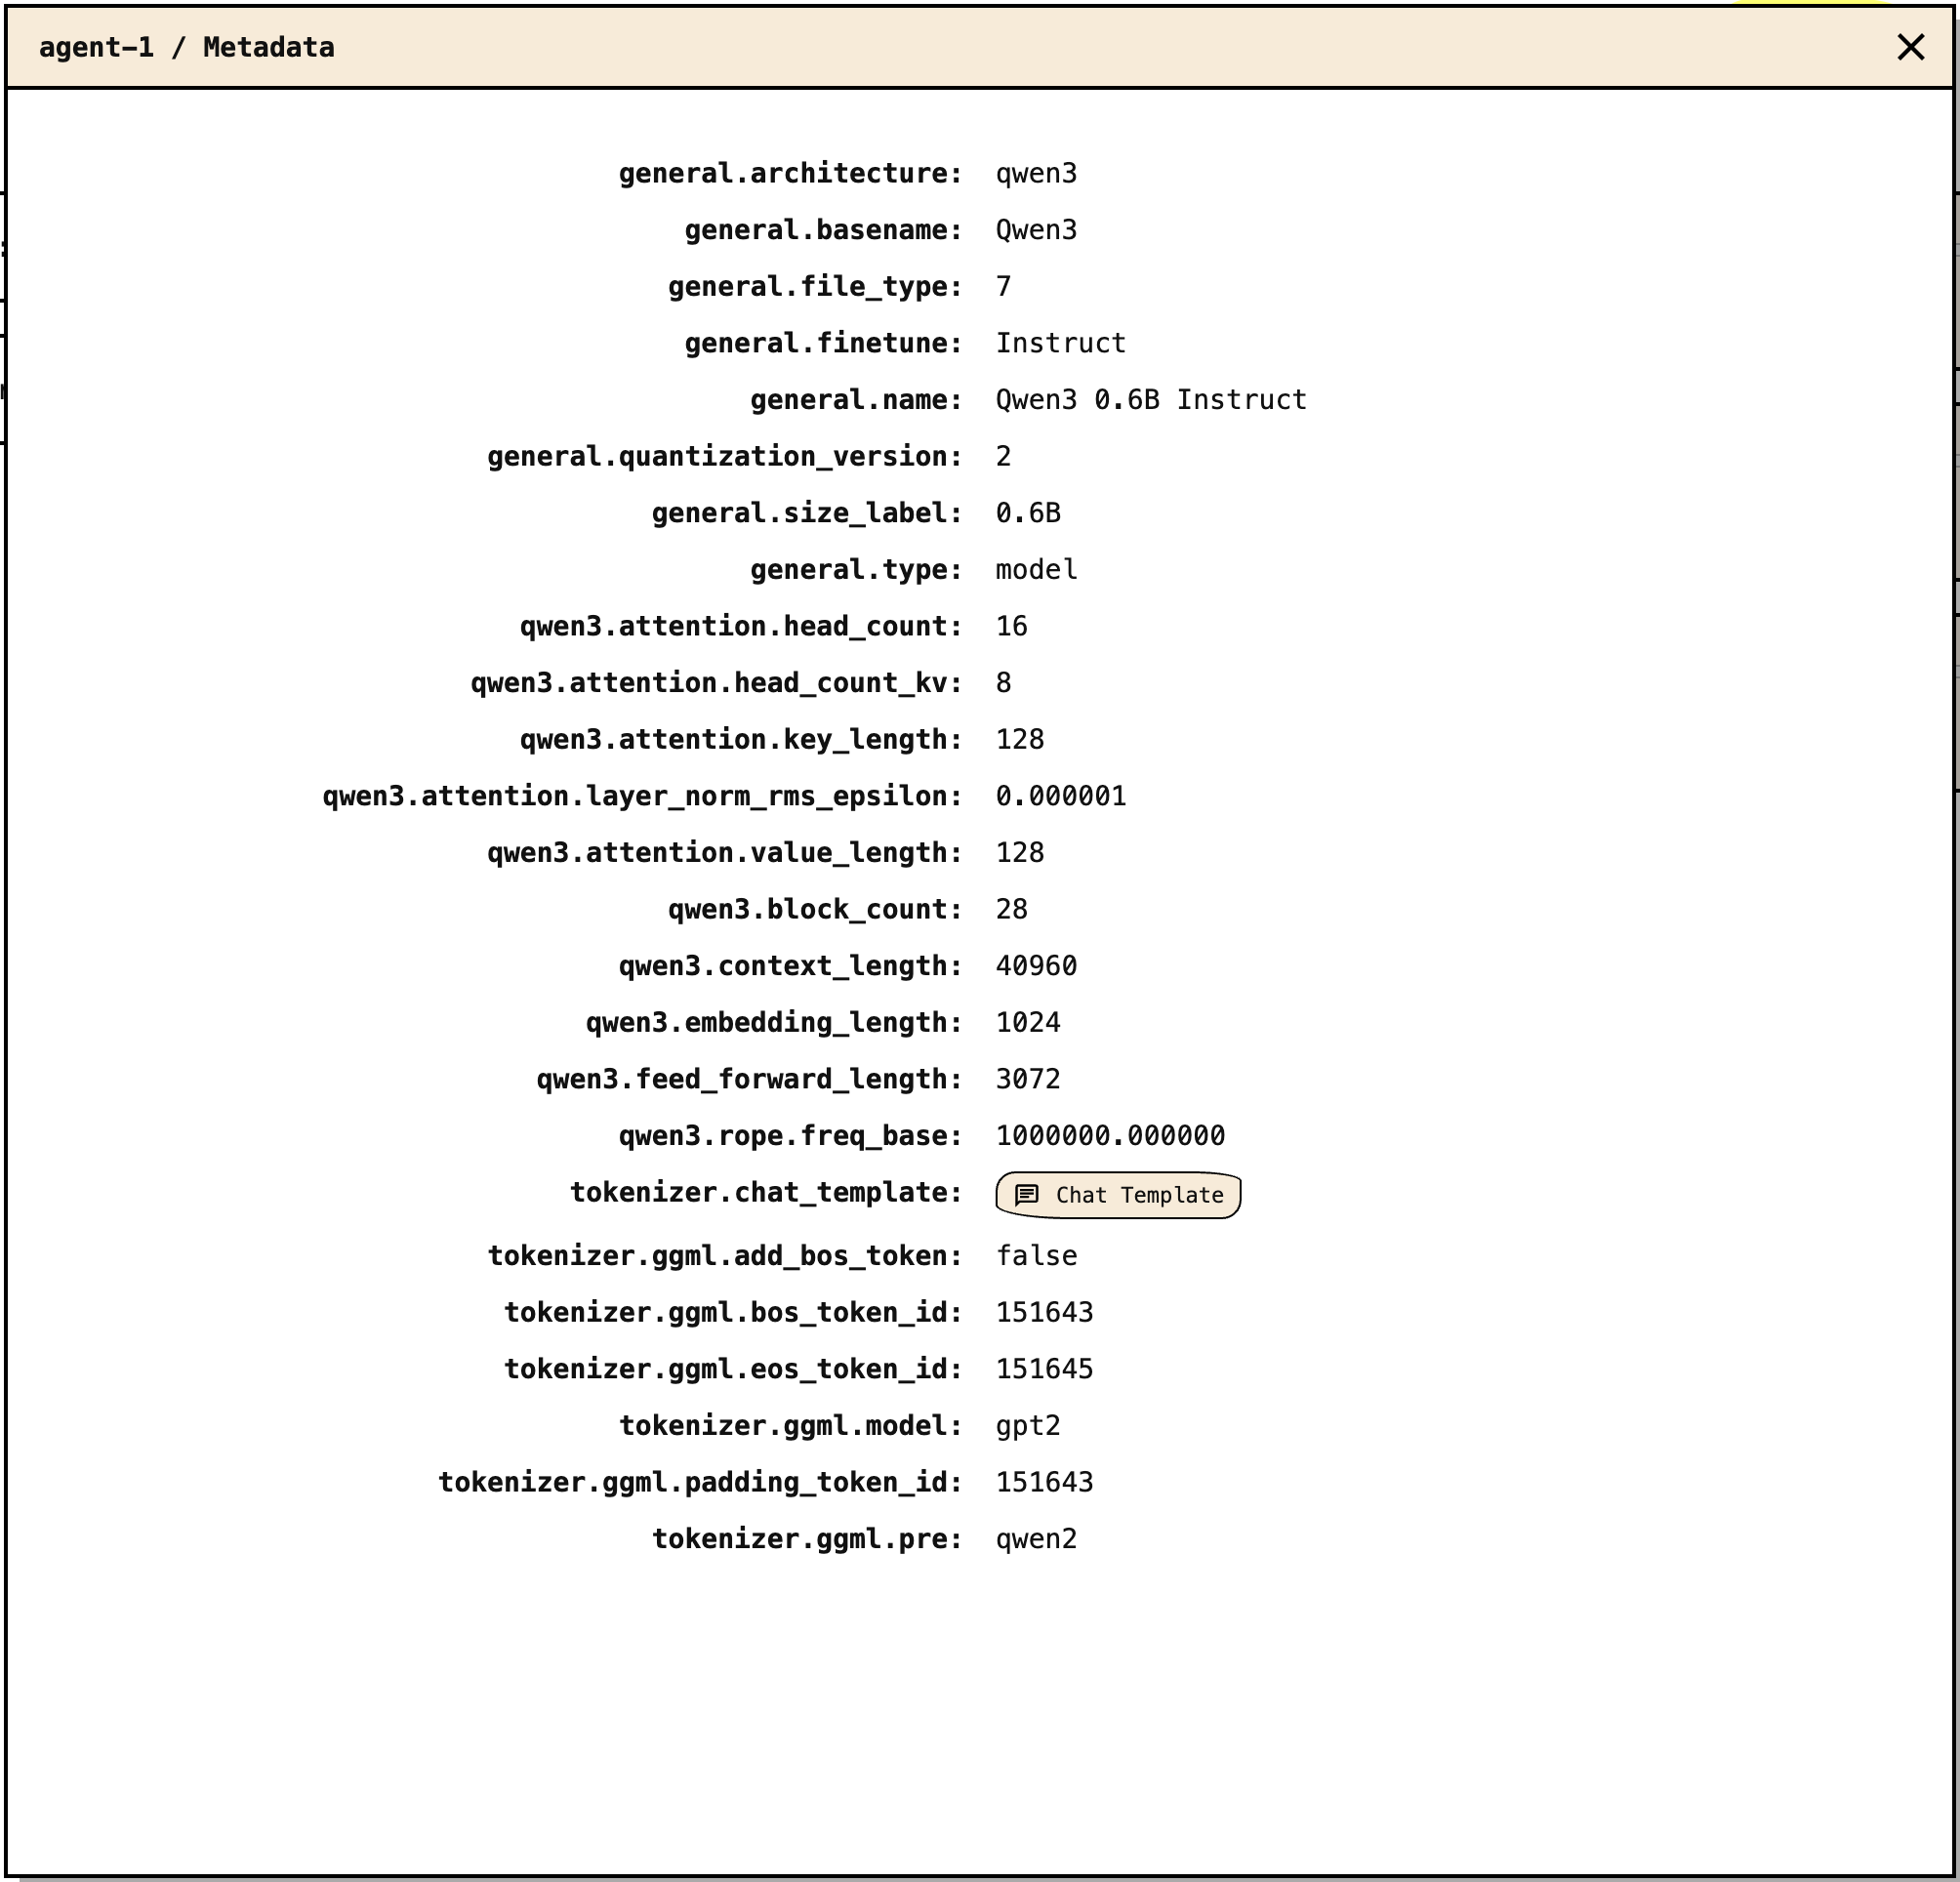 agent-1 / Metadata
general.architecture: qwen3
general.basename: Qwen3
general.file_type: 7
general.finetune: Instruct
general.name: Qwen3 0.6B Instruct
general.quantization_version: 2
general.size_label: 0.6B
general.type: model
qwen3.attention.head_count: 16
qwen3.attention.head_count_kv: 8
qwen3.attention.key_length: 128
qwen3.attention.layer_norm_rms_epsilon: 0.000001
qwen3.attention.value_length: 128
qwen3.block_count: 28
qwen3.context_length: 40960
qwen3.embedding_length: 1024
qwen3.feed_forward_length: 3072
qwen3.rope.freq_base: 1000000.000000
tokenizer.chat_template: Chat Template
tokenizer.ggml.add_bos_token: false
tokenizer.ggml.bos_token_id: 151643
tokenizer.ggml.eos_token_id: 151645
tokenizer.ggml.model: gpt2
tokenizer.ggml.padding_token_id: 151643
tokenizer.ggml.pre: qwen2